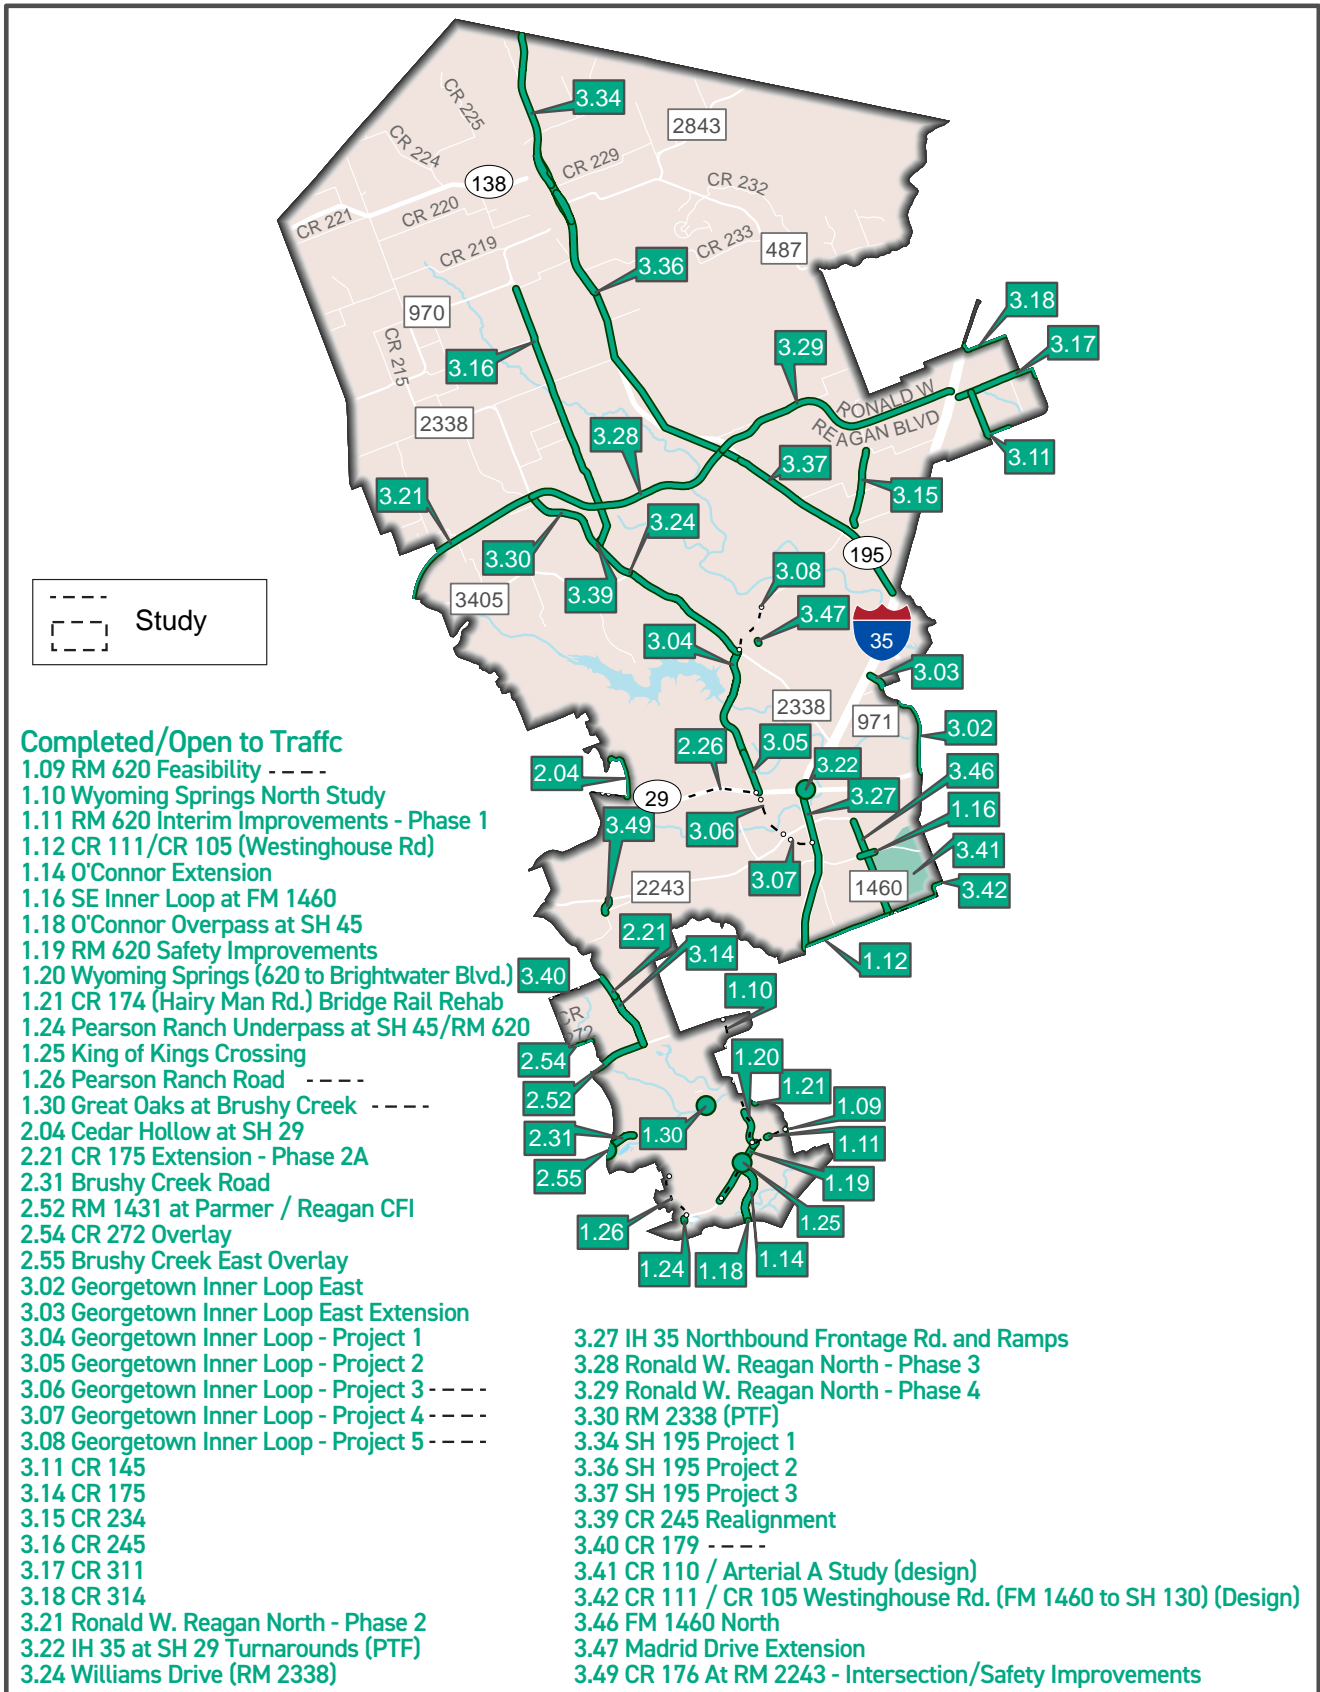 3.34
2843
CR 225
CR 224
CR 229
138
CR 232
CR 221
CR 220
CR 219
CR 233
487
3.36
970
3.18
3.17
3.29
CR 215
3.16
RONALD W
REAGAN BLVD
2338
3.28
3.11
3.37
3.21
3.15
3.24
3.30
195
3.08
3.39
3405
Study
3.47
3.04
35
3.03
2338
971
3.02
2.26
3.05
2.04
3.22
3.46
29
3.27
1.16
3.49
3.06
3.41
3.07
2243
1460
3.42
2.21
3.14
1.12
3.40
1.10
CR
272
1.20
2.54
1.21
2.52
1.09
1.30
2.31
1.11
2.55
1.19
1.26
1.25
1.24
1.18
1.14
Completed/Open to Traffc
1.09 RM 620 Feasibility
1.10 Wyoming Springs North Study
1.11 RM 620 Interim Improvements - Phase 1
1.12 CR 111/CR 105 (Westinghouse Rd)
1.14 O'Connor Extension
1.16 SE Inner Loop at FM 1460
1.18 O'Connor Overpass at SH 45
1.19 RM 620 Safety Improvements
1.20 Wyoming Springs (620 to Brightwater Blvd.)
1.21 CR 174 (Hairy Man Rd.) Bridge Rail Rehab
1.24 Pearson Ranch Underpass at SH 45/RM 620
1.25 King of Kings Crossing
1.26 Pearson Ranch Road
1.30 Great Oaks at Brushy Creek
2.04 Cedar Hollow at SH 29
2.21 CR 175 Extension - Phase 2A
2.31 Brushy Creek Road
2.52 RM 1431 at Parmer / Reagan CFI
2.54 CR 272 Overlay
2.55 Brushy Creek East Overlay
3.02 Georgetown Inner Loop East
3.03 Georgetown Inner Loop East Extension
3.04 Georgetown Inner Loop - Project 1
3.05 Georgetown Inner Loop - Project 2
3.06 Georgetown Inner Loop - Project 3
3.07 Georgetown Inner Loop - Project 4
3.08 Georgetown Inner Loop - Project 5
3.11 CR 145
3.14 CR 175
3.15 CR 234
3.16 CR 245
3.17 CR 311
3.18 CR 314
3.21 Ronald W. Reagan North - Phase 2
3.22 IH 35 at SH 29 Turnarounds (PTF)
3.24 Williams Drive (RM 2338)
3.27 IH 35 Northbound Frontage Rd. and Ramps
3.28 Ronald W. Reagan North - Phase 3
3.29 Ronald W. Reagan North - Phase 4
3.30 RM 2338 (PTF)
3.34 SH 195 Project 1
3.36 SH 195 Project 2
3.37 SH 195 Project 3
3.39 CR 245 Realignment
3.40 CR 179
3.41 CR 110 / Arterial A Study (design)
3.42 CR 111 / CR 105 Westinghouse Rd. (FM 1460 to SH 130) (Design)
3.46 FM 1460 North
3.47 Madrid Drive Extension
3.49 CR 176 At RM 2243 - Intersection/Safety Improvements